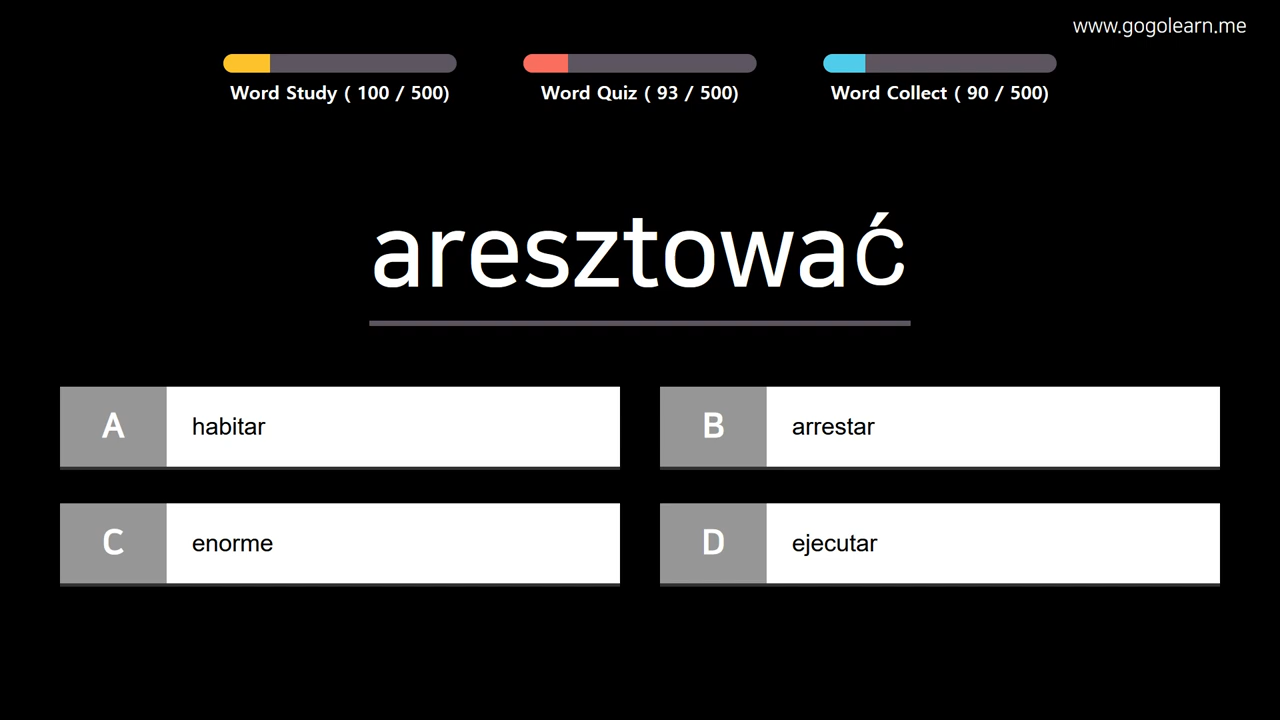 www.gogolearn.me
Word Study ( 100 / 500)
Word Quiz ( 93 / 500)
Word Collect ( 90 / 500)
aresztować
A habitar
B arrestar
C enorme
D ejecutar